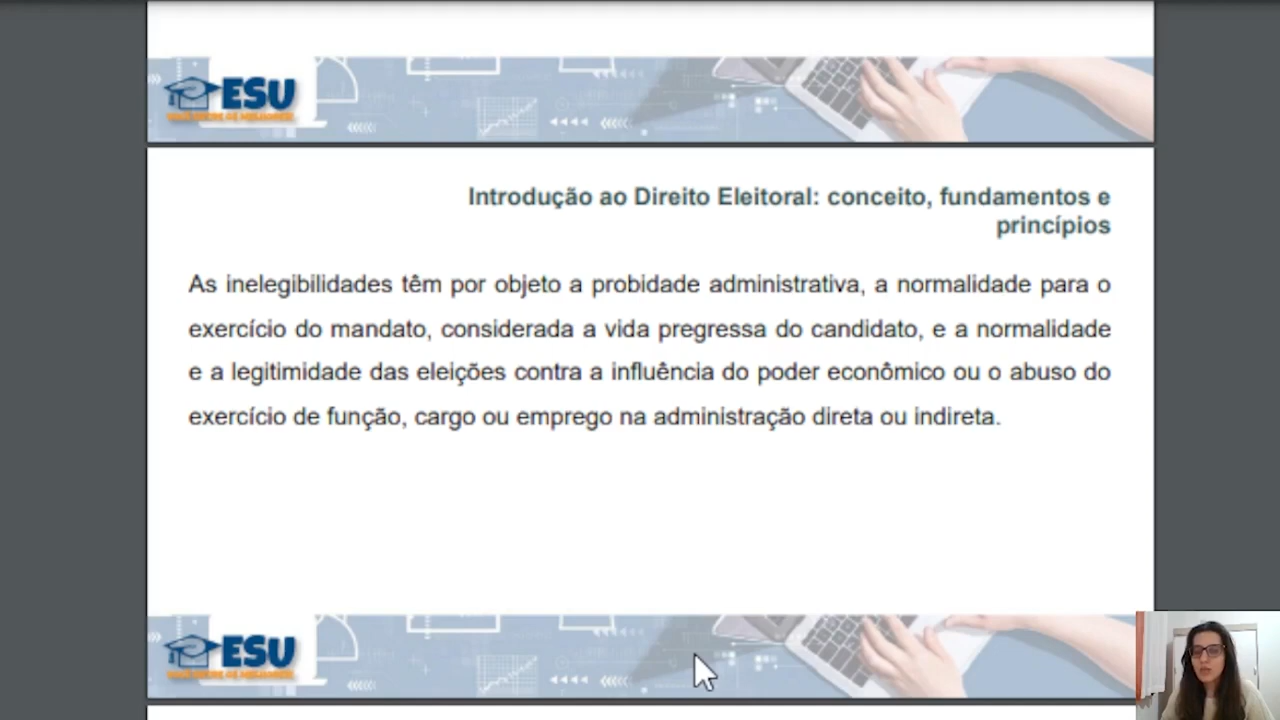 ESU
Introdução ao Direito Eleitoral: conceito, fundamentos e
princípios
As inelegibilidades têm por objeto a probidade administrativa, a normalidade para o
exercício do mandato, considerada a vida pregressa do candidato, e a normalidade
e a legitimidade das eleições contra a influência do poder econômico ou o abuso do
exercício de função, cargo ou emprego na administração direta ou indireta.
ESU